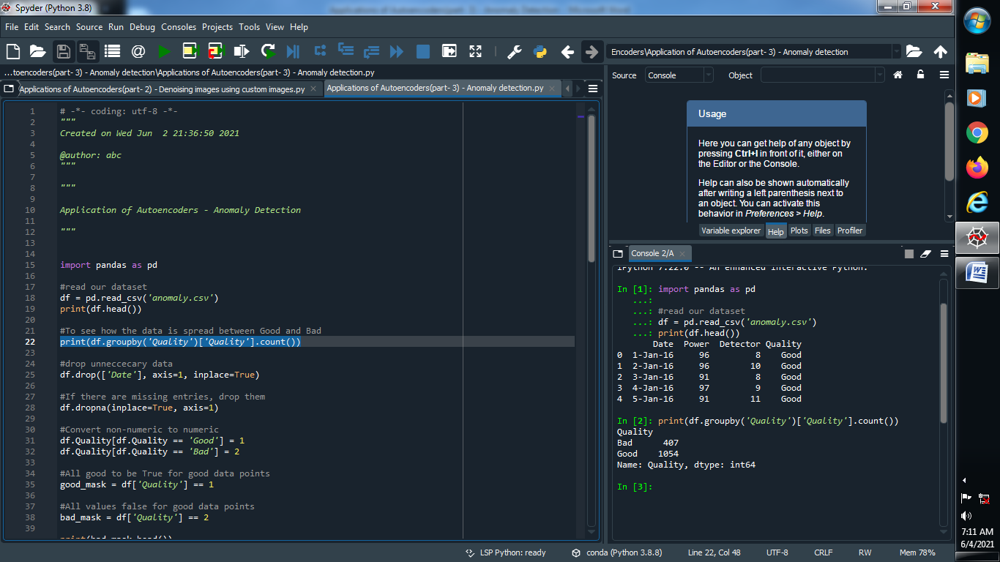 Spyder (Python 3.8)
File Edit Search Source Run Debug Consoles Projects Tools View Help
Encoders\Application of Autoencoders(part- 3) - Anomaly detection
...toencoders(part- 3) - Anomaly detection\Applications of Autoencoders(part- 3) - Anomaly detection.py
Applications of Autoencoders(part- 2) - Denoising images using custom images.py
Applications of Autoencoders(part- 3) - Anomaly detection.py
1 # -*- coding: utf-8 -*-
2 """
3 Created on Wed Jun  2 21:36:50 2021
4
5 @author: abc
6 """
7
8 """
9
10 Application of Autoencoders - Anomaly Detection
11
12 """
13
14
15 import pandas as pd
16
17 #read our dataset
18 df = pd.read_csv('anomaly.csv')
19 print(df.head())
20
21 #To see how the data is spread between Good and Bad
22 print(df.groupby('Quality')['Quality'].count())
23
24 #drop unneccecary data
25 df.drop(['Date'], axis=1, inplace=True)
26
27 #If there are missing entries, drop them
28 df.dropna(inplace=True, axis=1)
29
30 #Convert non-numeric to numeric
31 df.Quality[df.Quality == 'Good'] = 1
32 df.Quality[df.Quality == 'Bad'] = 2
33
34 #All good to be True for good data points
35 good_mask = df['Quality'] == 1
36
37 #All values false for good data points
38 bad_mask = df['Quality'] == 2
39
print(bad_mask.head())
Source Console Object
Usage
Here you can get help of any object by
pressing Ctrl+I in front of it, either on
the Editor or the Console.
Help can also be shown automatically
after writing a left parenthesis next to
an object. You can activate this
behavior in Preferences > Help.
Variable explorer Help Plots Files Profiler
Console 2/A
IPython 7.22.0 -- An enhanced Interactive Python.
In [1]: import pandas as pd
...:
...: #read our dataset
...: df = pd.read_csv('anomaly.csv')
...: print(df.head())
Date  Power  Detector Quality
0  1-Jan-16     96         8    Good
1  2-Jan-16     96        10    Good
2  3-Jan-16     91         8    Good
3  4-Jan-16     97         9    Good
4  5-Jan-16     91        11    Good
In [2]: print(df.groupby('Quality')['Quality'].count())
Quality
Bad      407
Good    1054
Name: Quality, dtype: int64
In [3]:
LSP Python: ready conda (Python 3.8.8) Line 22, Col 48 UTF-8 CRLF RW Mem 78%
7:11 AM
6/4/2021